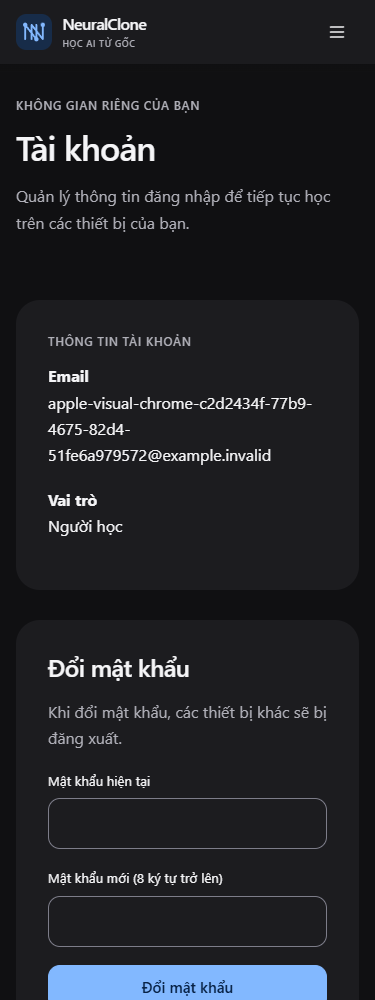 NeuralClone
HỌC AI TỪ GỐC
KHÔNG GIAN RIÊNG CỦA BẠN
Tài khoản
Quản lý thông tin đăng nhập để tiếp tục học
trên các thiết bị của bạn.
THÔNG TIN TÀI KHOẢN
Email
apple-visual-chrome-c2d2434f-77b9-
4675-82d4-
51fe6a979572@example.invalid
Vai trò
Người học
Đổi mật khẩu
Khi đổi mật khẩu, các thiết bị khác sẽ bị
đăng xuất.
Mật khẩu hiện tại
Mật khẩu mới (8 ký tự trở lên)
Đổi mật khẩu